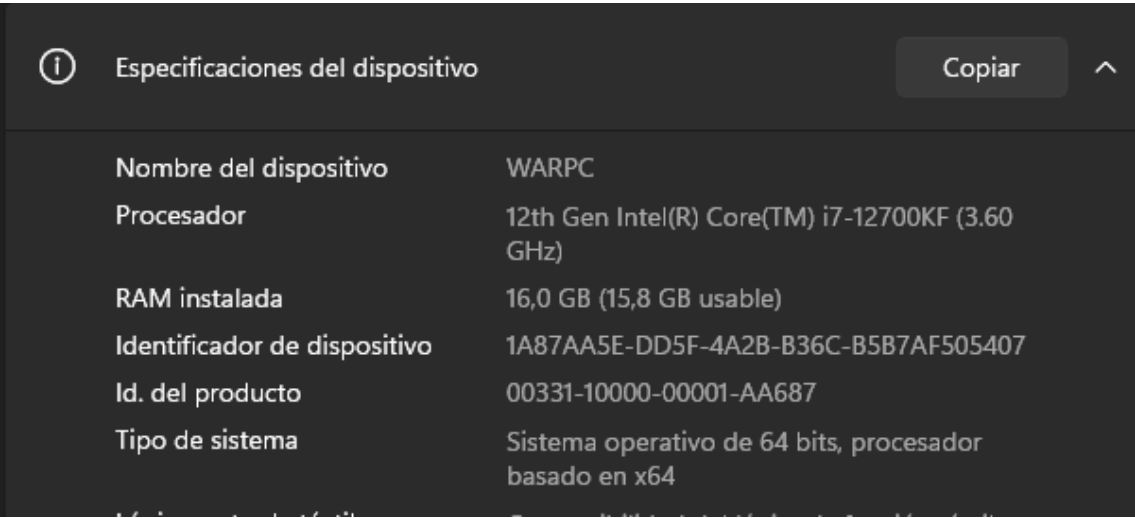 Especificaciones del dispositivo
Copiar
Nombre del dispositivo WARPC
Procesador 12th Gen Intel(R) Core(TM) i7-12700KF (3.60
GHz)
RAM instalada 16,0 GB (15,8 GB usable)
Identificador de dispositivo 1A87AA5E-DD5F-4A2B-B36C-B5B7AF505407
Id. del producto 00331-10000-00001-AA687
Tipo de sistema Sistema operativo de 64 bits, procesador
basado en x64